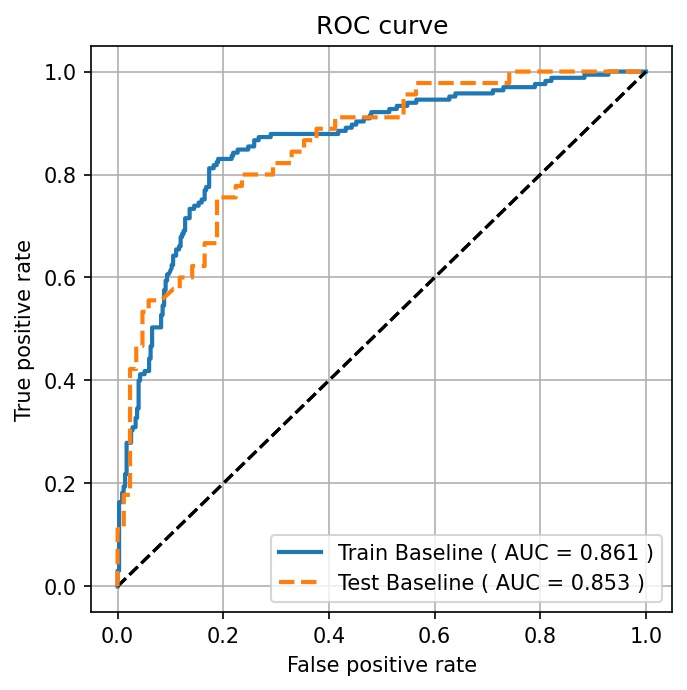 ROC curve
1.0
0.8
0.6
0.4
0.2
0.0
True positive rate
Train Baseline ( AUC = 0.861 )
Test Baseline ( AUC = 0.853 )
0.0 0.2 0.4 0.6 0.8 1.0
False positive rate